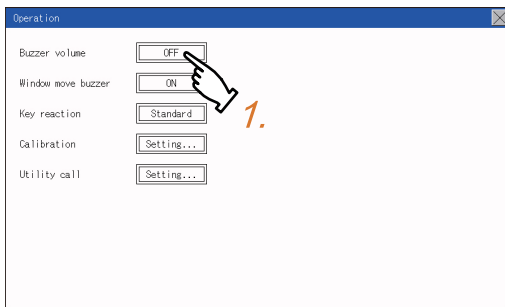 Operation
Buzzer volume OFF
Window move buzzer ON
Key reaction Standard
1.
Calibration Setting...
Utility call Setting...